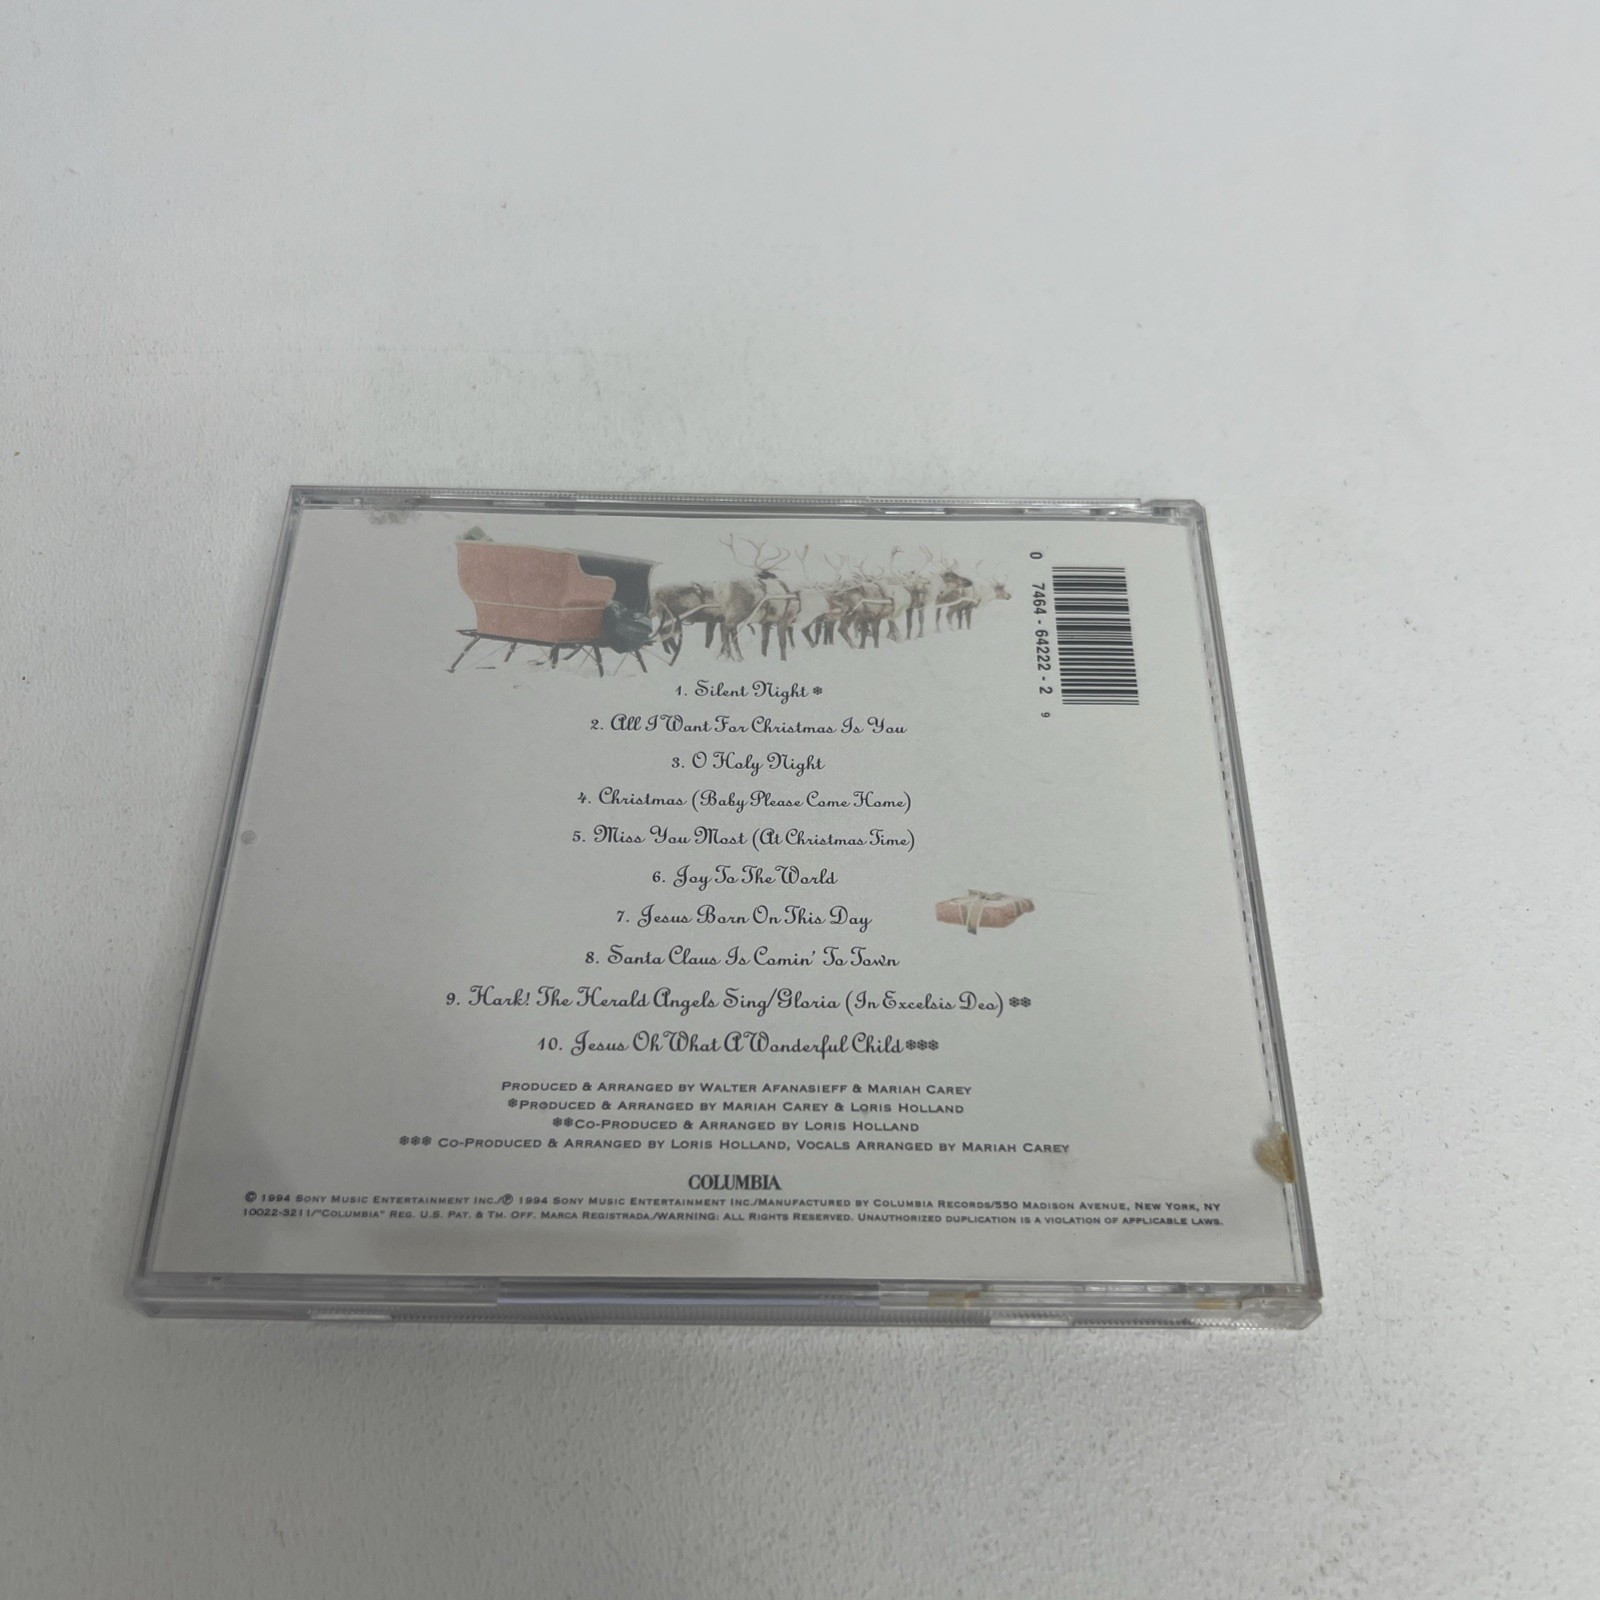 0 7464-64222-2 9
1. Silent Night *
2. All I Want For Christmas Is You
3. O Holy Night
4. Christmas (Baby Please Come Home)
5. Miss You Most (At Christmas Time)
6. Joy To The World
7. Jesus Born On This Day
8. Santa Claus Is Comin' To Town
9. Hark! The Herald Angels Sing/Gloria (In Excelsis Deo) **
10. Jesus Oh What A Wonderful Child ***
PRODUCED & ARRANGED BY WALTER AFANASIEFF & MARIAH CAREY
*PRODUCED & ARRANGED BY MARIAH CAREY & LORIS HOLLAND
**CO-PRODUCED & ARRANGED BY LORIS HOLLAND
*** CO-PRODUCED & ARRANGED BY LORIS HOLLAND, VOCALS ARRANGED BY MARIAH CAREY
COLUMBIA
© 1994 SONY MUSIC ENTERTAINMENT INC./℗ 1994 SONY MUSIC ENTERTAINMENT INC./MANUFACTURED BY COLUMBIA RECORDS/550 MADISON AVENUE, NEW YORK, NY
10022-3211/"COLUMBIA" REG. U.S. PAT. & TM. OFF. MARCA REGISTRADA./WARNING: ALL RIGHTS RESERVED. UNAUTHORIZED DUPLICATION IS A VIOLATION OF APPLICABLE LAWS.